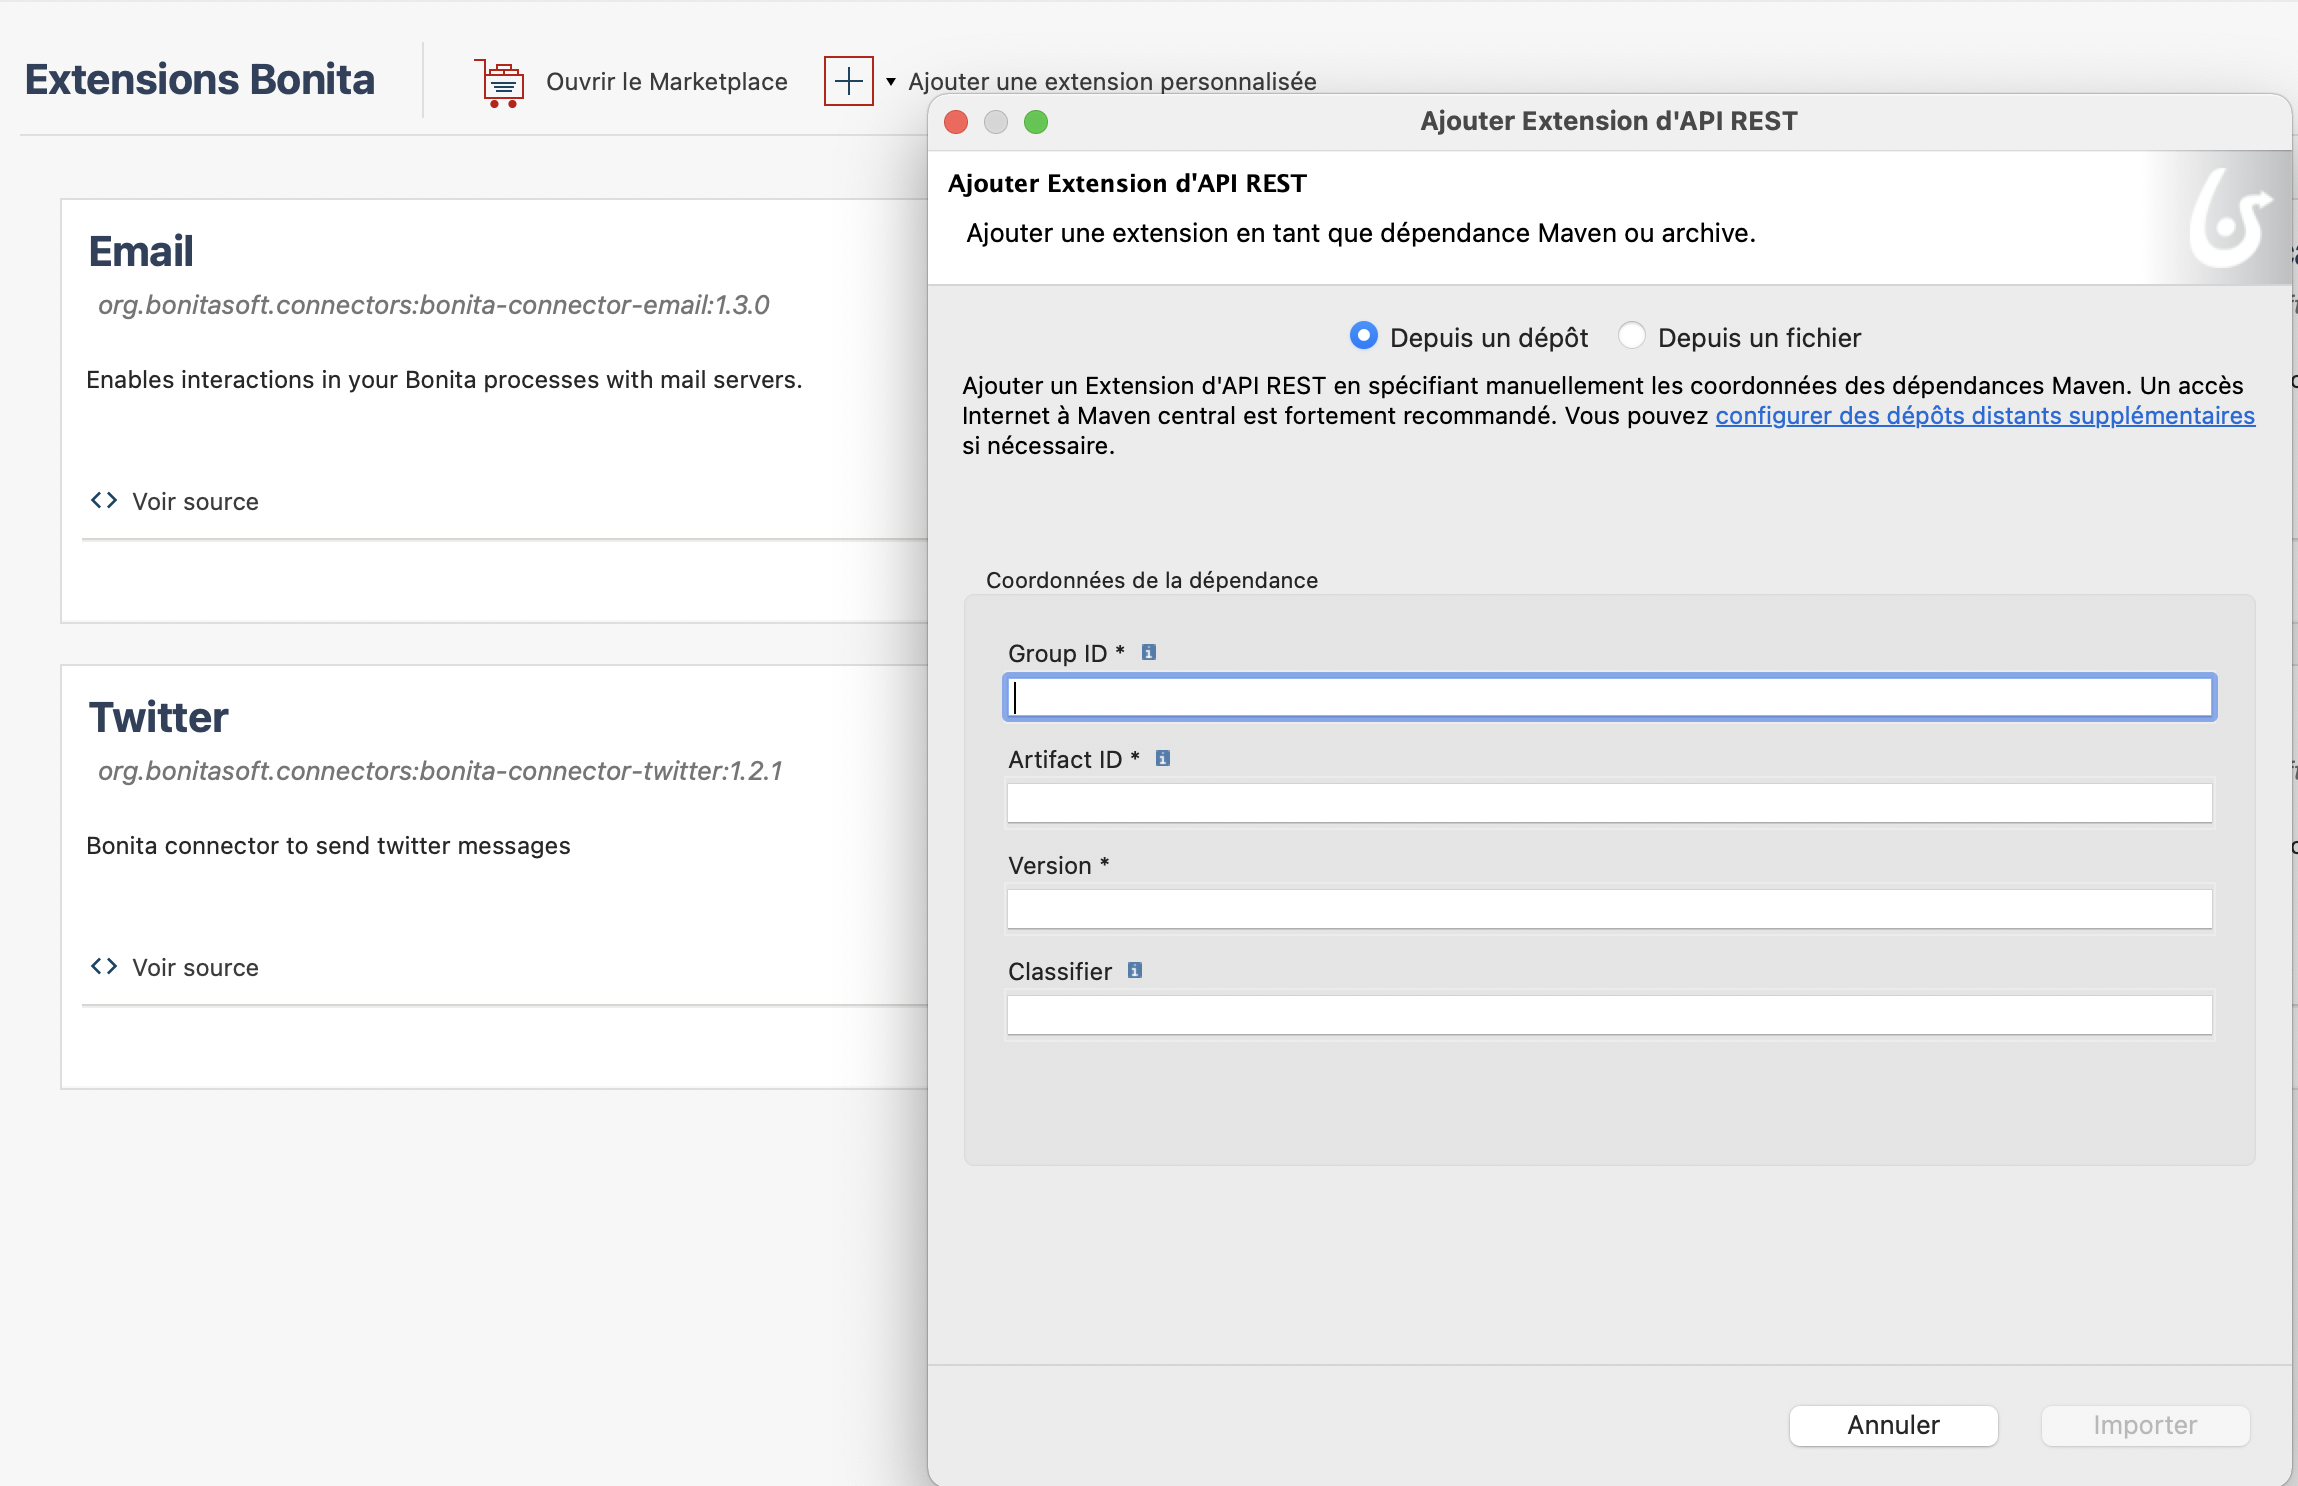 Extensions Bonita
Ouvrir le Marketplace
Ajouter une extension personnalisée
Email
org.bonitasoft.connectors:bonita-connector-email:1.3.0
Enables interactions in your Bonita processes with mail servers.
Voir source
Twitter
org.bonitasoft.connectors:bonita-connector-twitter:1.2.1
Bonita connector to send twitter messages
Voir source
Ajouter Extension d'API REST
Ajouter Extension d'API REST
Ajouter une extension en tant que dépendance Maven ou archive.
Depuis un dépôt
Depuis un fichier
Ajouter un Extension d'API REST en spécifiant manuellement les coordonnées des dépendances Maven. Un accès
Internet à Maven central est fortement recommandé. Vous pouvez configurer des dépôts distants supplémentaires
si nécessaire.
Coordonnées de la dépendance
Group ID *
Artifact ID *
Version *
Classifier
Annuler
Importer